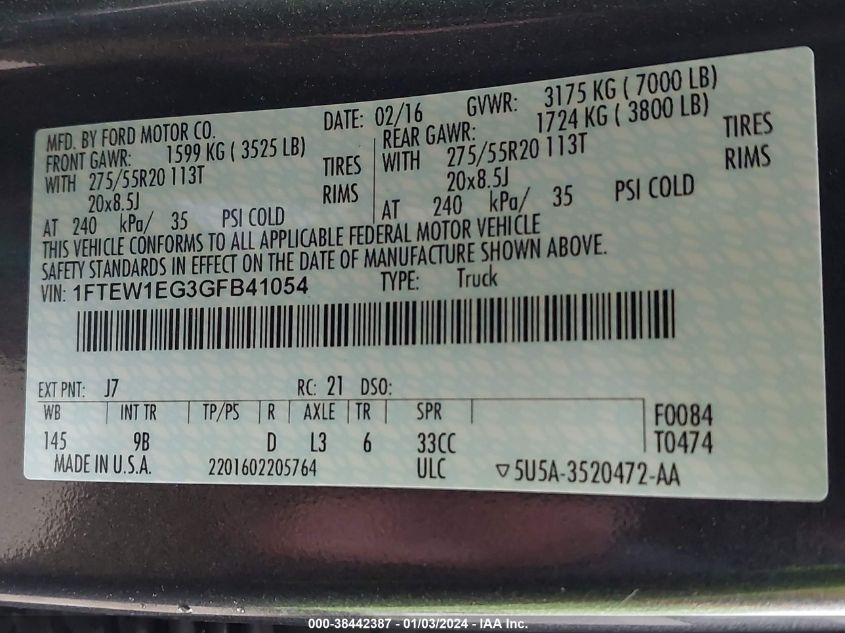 MFD. BY FORD MOTOR CO. DATE: 02/16 GVWR: 3175 KG ( 7000 LB)
FRONT GAWR: 1599 KG ( 3525 LB) REAR GAWR: 1724 KG ( 3800 LB)
WITH 275/55R20 113T TIRES WITH 275/55R20 113T TIRES
20x8.5J RIMS 20x8.5J RIMS
AT 240 kPa/ 35 PSI COLD AT 240 kPa/ 35 PSI COLD
THIS VEHICLE CONFORMS TO ALL APPLICABLE FEDERAL MOTOR VEHICLE
SAFETY STANDARDS IN EFFECT ON THE DATE OF MANUFACTURE SHOWN ABOVE.
VIN: 1FTEW1EG3GFB41054 TYPE: Truck
EXT PNT: J7 RC: 21 DSO:
WB INT TR TP/PS R AXLE TR SPR F0084
145 9B D L3 6 33CC T0474
MADE IN U.S.A. 2201602205764 ULC ▽5U5A-3520472-AA
000-38442387 - 01/03/2024 - IAA Inc.